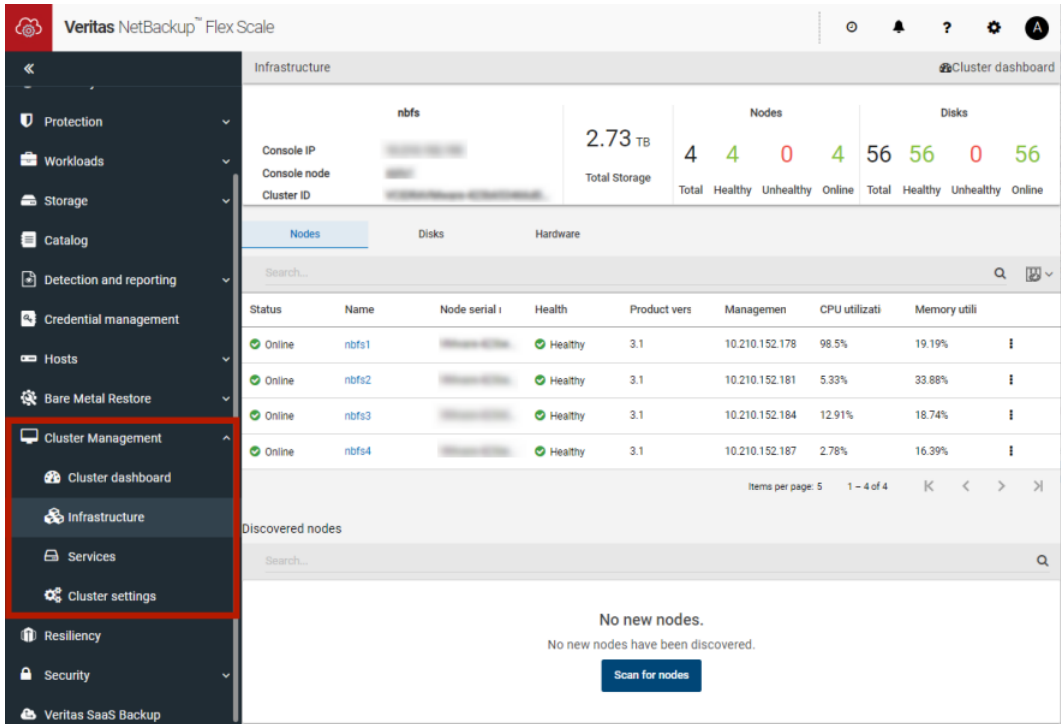 Veritas NetBackup™ Flex Scale
?
A
Infrastructure
Cluster dashboard
Protection
Workloads
Storage
Catalog
Detection and reporting
Credential management
Hosts
Bare Metal Restore
Cluster Management
Cluster dashboard
Infrastructure
Services
Cluster settings
Resiliency
Security
Veritas SaaS Backup
nbfs
Console IP
Console node
Cluster ID
2.73 TB
Total Storage
Nodes
4 4 0 4
Total Healthy Unhealthy Online
Disks
56 56 0 56
Total Healthy Unhealthy Online
Nodes Disks Hardware
Search...
Status Name Node serial Health Product vers Managemen CPU utilizati Memory utili
Online nbfs1 Healthy 3.1 10.210.152.178 98.5% 19.19%
Online nbfs2 Healthy 3.1 10.210.152.181 5.33% 33.88%
Online nbfs3 Healthy 3.1 10.210.152.184 12.91% 18.74%
Online nbfs4 Healthy 3.1 10.210.152.187 2.78% 16.39%
Items per page: 5 1 – 4 of 4
Discovered nodes
Search...
No new nodes.
No new nodes have been discovered.
Scan for nodes